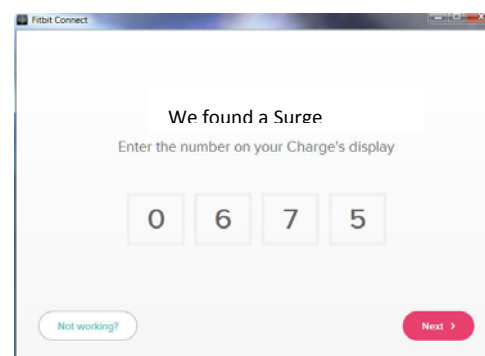 Fitbit Connect
We found a Surge
Enter the number on your Charge's display
0 6 7 5
Not working?
Next >